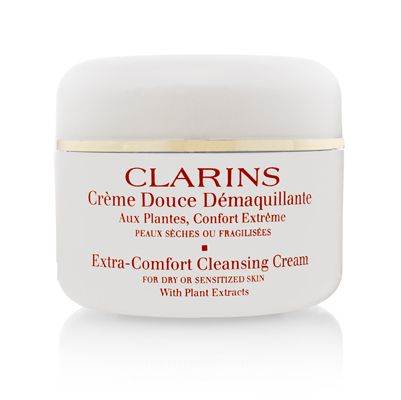 CLARINS
Crème Douce Démaquillante
Aux Plantes, Confort Extrême
PEAUX SÈCHES OU FRAGILISÉES
Extra-Comfort Cleansing Cream
FOR DRY OR SENSITIZED SKIN
With Plant Extracts